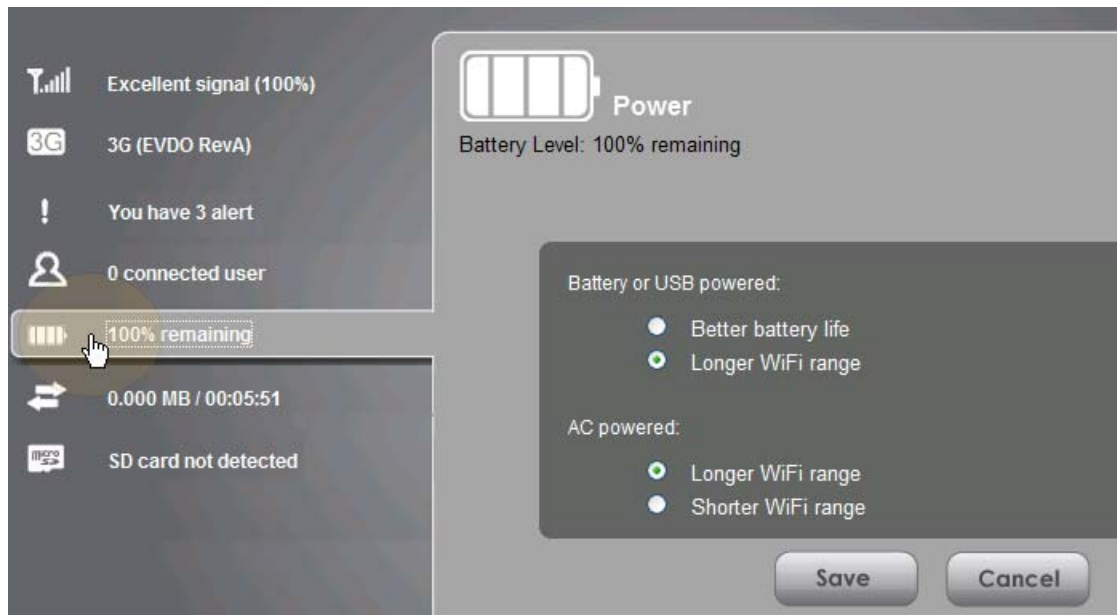 Excellent signal (100%)
3G
3G (EVDO RevA)
!
You have 3 alert
0 connected user
100% remaining
0.000 MB / 00:05:51
micro
SD
SD card not detected
Power
Battery Level: 100% remaining
Battery or USB powered:
Better battery life
Longer WiFi range
AC powered:
Longer WiFi range
Shorter WiFi range
Save
Cancel